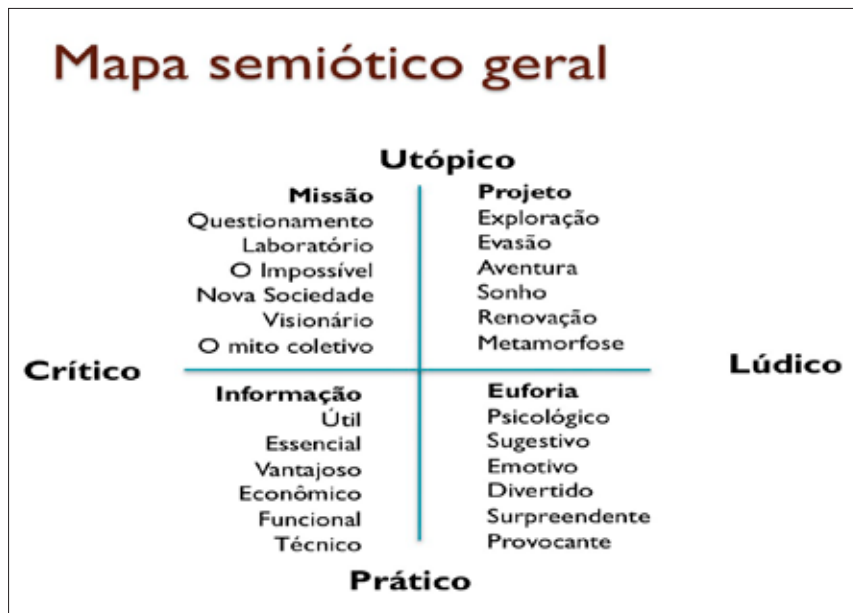 Mapa semiótico geral
Utópico
Missão
Questionamento
Laboratório
O Impossível
Nova Sociedade
Visionário
O mito coletivo
Projeto
Exploração
Evasão
Aventura
Sonho
Renovação
Metamorfose
Crítico
Lúdico
Informação
Útil
Essencial
Vantajoso
Econômico
Funcional
Técnico
Euforia
Psicológico
Sugestivo
Emotivo
Divertido
Surpreendente
Provocante
Prático